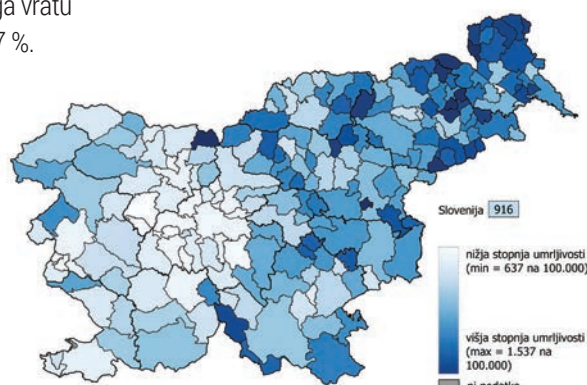 ja vratu
7 %.
Slovenija 916
nižja stopnja umrljivosti
(min = 637 na 100.000)
višja stopnja umrljivosti
(max = 1.537 na
100.000)